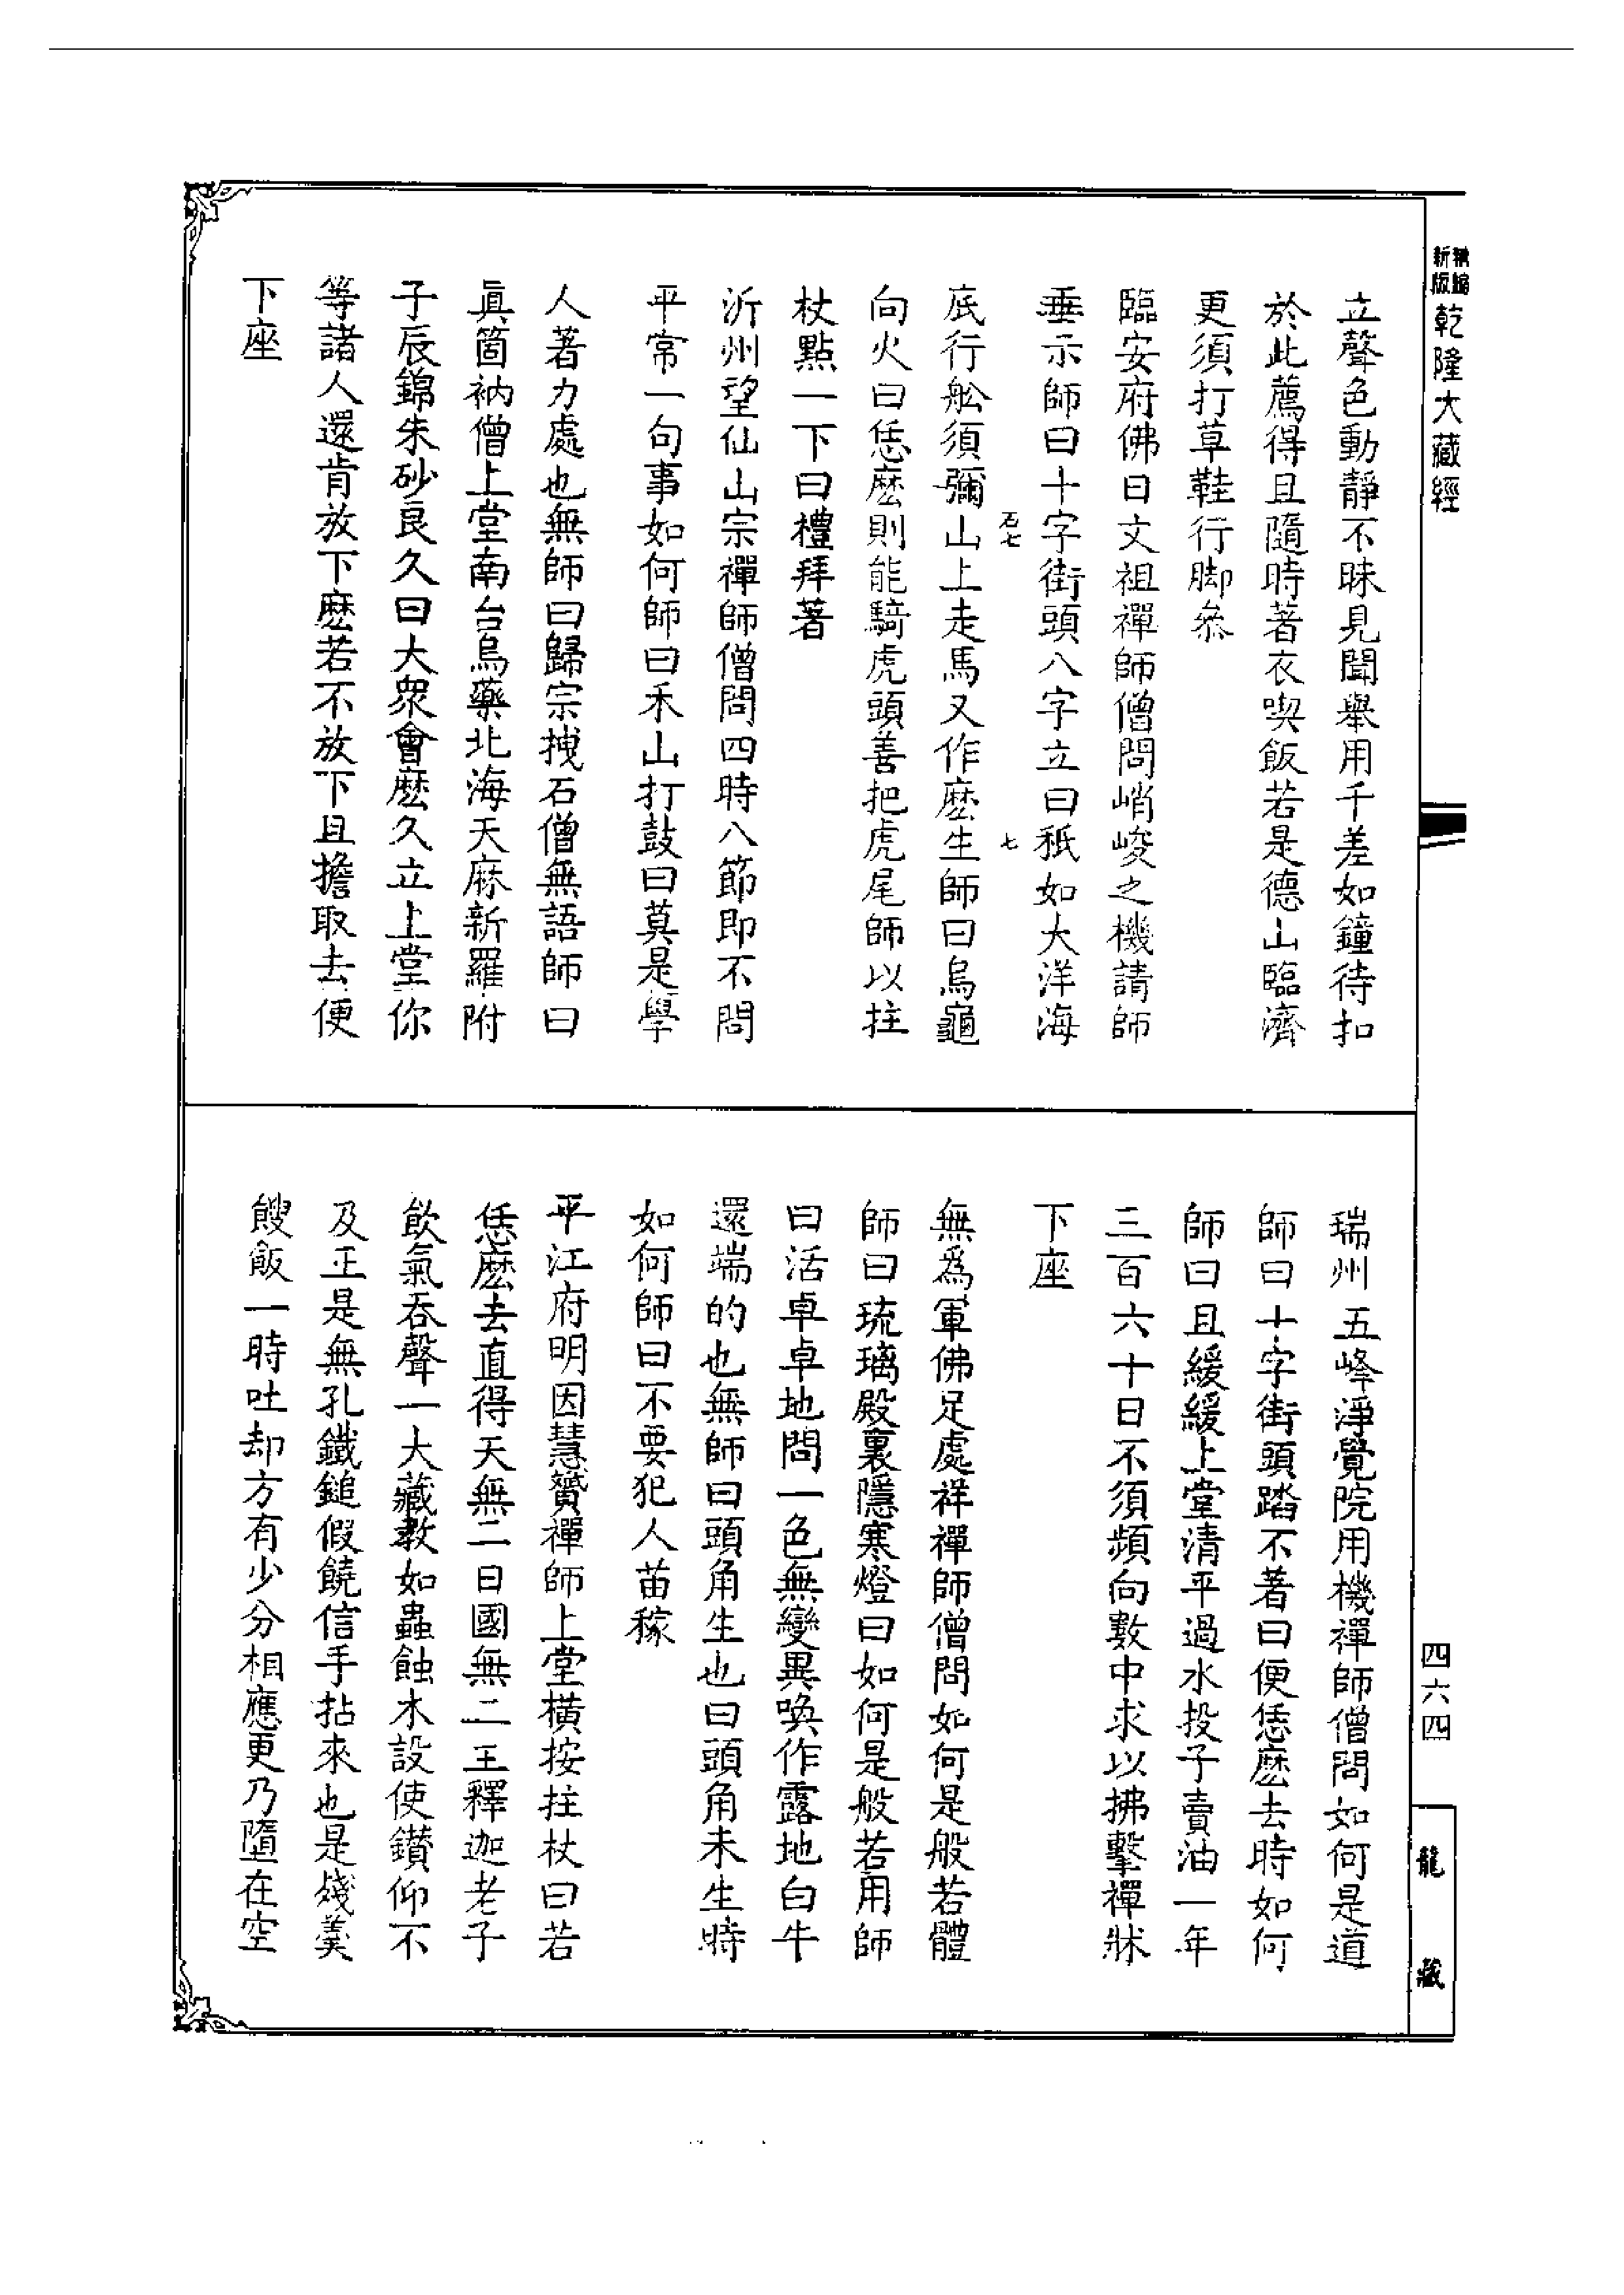 精縮新版乾隆大藏經
立聲色動靜不昧見聞舉用千差如鐘待扣
於此薦得且隨時著衣喫飯若是德山臨濟
更須打草鞋行脚叅
臨安府佛日文祖禪師僧問峭峻之機請師
垂示師曰十字街頭八字立曰秖如大洋海
七
底行舩須彌山上走馬又作麽生師曰烏龜
向火曰恁麽則能騎虎頭善把虎尾師以拄
杖點一下曰禮拜著
沂州望仙山宗禪師僧問四時八節即不問
平常一句事如何師曰禾山打鼓曰莫是學
人著力處也無師曰歸宗拽石僧無語師曰
眞箇衲僧上堂南台烏藥北海天麻新羅附
子辰錦朱砂良久曰大眾會麽久立上堂你
等諸人還肯放下麽若不放下且擔取去便
下座
瑞州五峰淨覺院用機禪師僧問如何是道
師曰十字街頭踏不著曰便恁麽去時如何
師曰且緩緩上堂清平過水投子賣油一年
三百六十日不須頻向數中求以拂擊禪牀
下座
無爲軍佛足處祥禪師僧問如何是般若體
師曰琉璃殿裏隱寒燈曰如何是般若用師
曰活卓卓地問一色無變異喚作露地白牛
還端的也無師曰頭角生也曰頭角未生時
如何師曰不要犯人苗稼
平江府明因慧贇禪師上堂橫按拄杖曰若
恁麽去直得天無二日國無二王釋迦老子
飲氣吞聲一大藏教如蟲蝕木設使鑽仰不
及正是無孔鐵鎚假饒信手拈來也是殘羹
餿飯一時吐却方有少分相應更乃墮在空
四六四
龍藏